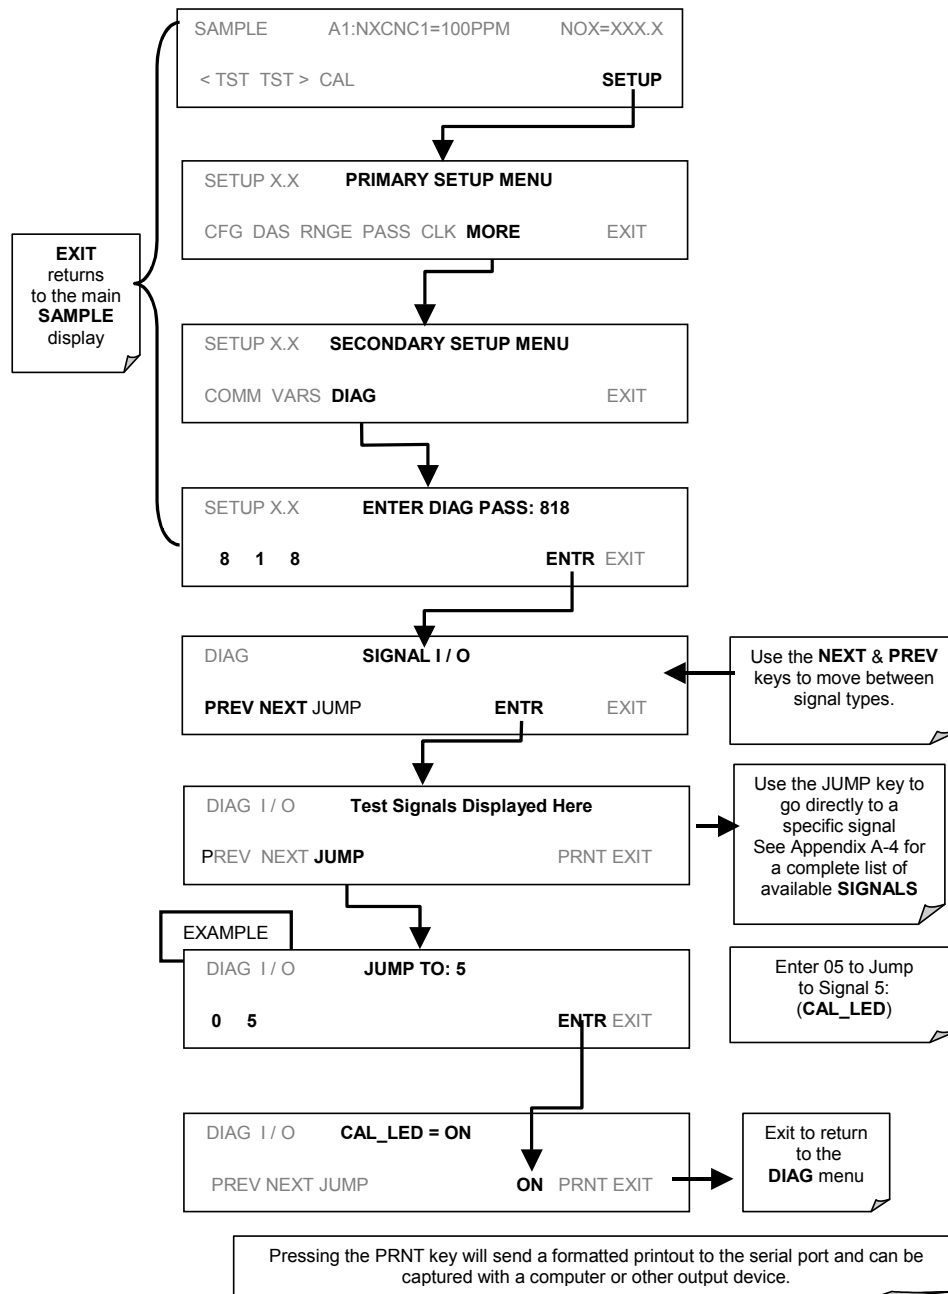 SAMPLE A1:NXCNC1=100PPM NOX=XXX.X
< TST TST > CAL SETUP
SETUP X.X PRIMARY SETUP MENU
CFG DAS RNGE PASS CLK MORE EXIT
EXIT
returns
to the main
SAMPLE
display
SETUP X.X SECONDARY SETUP MENU
COMM VARS DIAG EXIT
SETUP X.X ENTER DIAG PASS: 818
8 1 8 ENTR EXIT
DIAG SIGNAL I / O
PREV NEXT JUMP ENTR EXIT
Use the NEXT & PREV
keys to move between
signal types.
DIAG I / O Test Signals Displayed Here
PREV NEXT JUMP PRNT EXIT
Use the JUMP key to
go directly to a
specific signal
See Appendix A-4 for
a complete list of
available SIGNALS
EXAMPLE
DIAG I / O JUMP TO: 5
0 5 ENTR EXIT
Enter 05 to Jump
to Signal 5:
(CAL_LED)
DIAG I / O CAL_LED = ON
PREV NEXT JUMP ON PRNT EXIT
Exit to return
to the
DIAG menu
Pressing the PRNT key will send a formatted printout to the serial port and can be
captured with a computer or other output device.